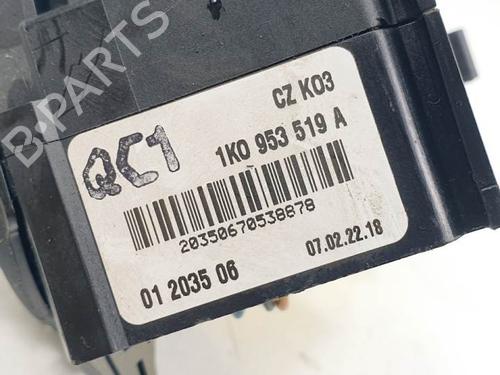 CZ K03
QC1
1K0 953 519 A
20350670538878
01 2035 06
07.02.22.18
B-PARTS